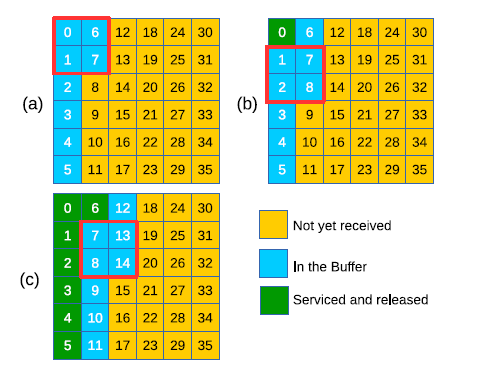 (a)
0 6 12 18 24 30
1 7 13 19 25 31
2 8 14 20 26 32
3 9 15 21 27 33
4 10 16 22 28 34
5 11 17 23 29 35
(b)
0 6 12 18 24 30
1 7 13 19 25 31
2 8 14 20 26 32
3 9 15 21 27 33
4 10 16 22 28 34
5 11 17 23 29 35
(c)
0 6 12 18 24 30
1 7 13 19 25 31
2 8 14 20 26 32
3 9 15 21 27 33
4 10 16 22 28 34
5 11 17 23 29 35
Not yet received
In the Buffer
Serviced and released